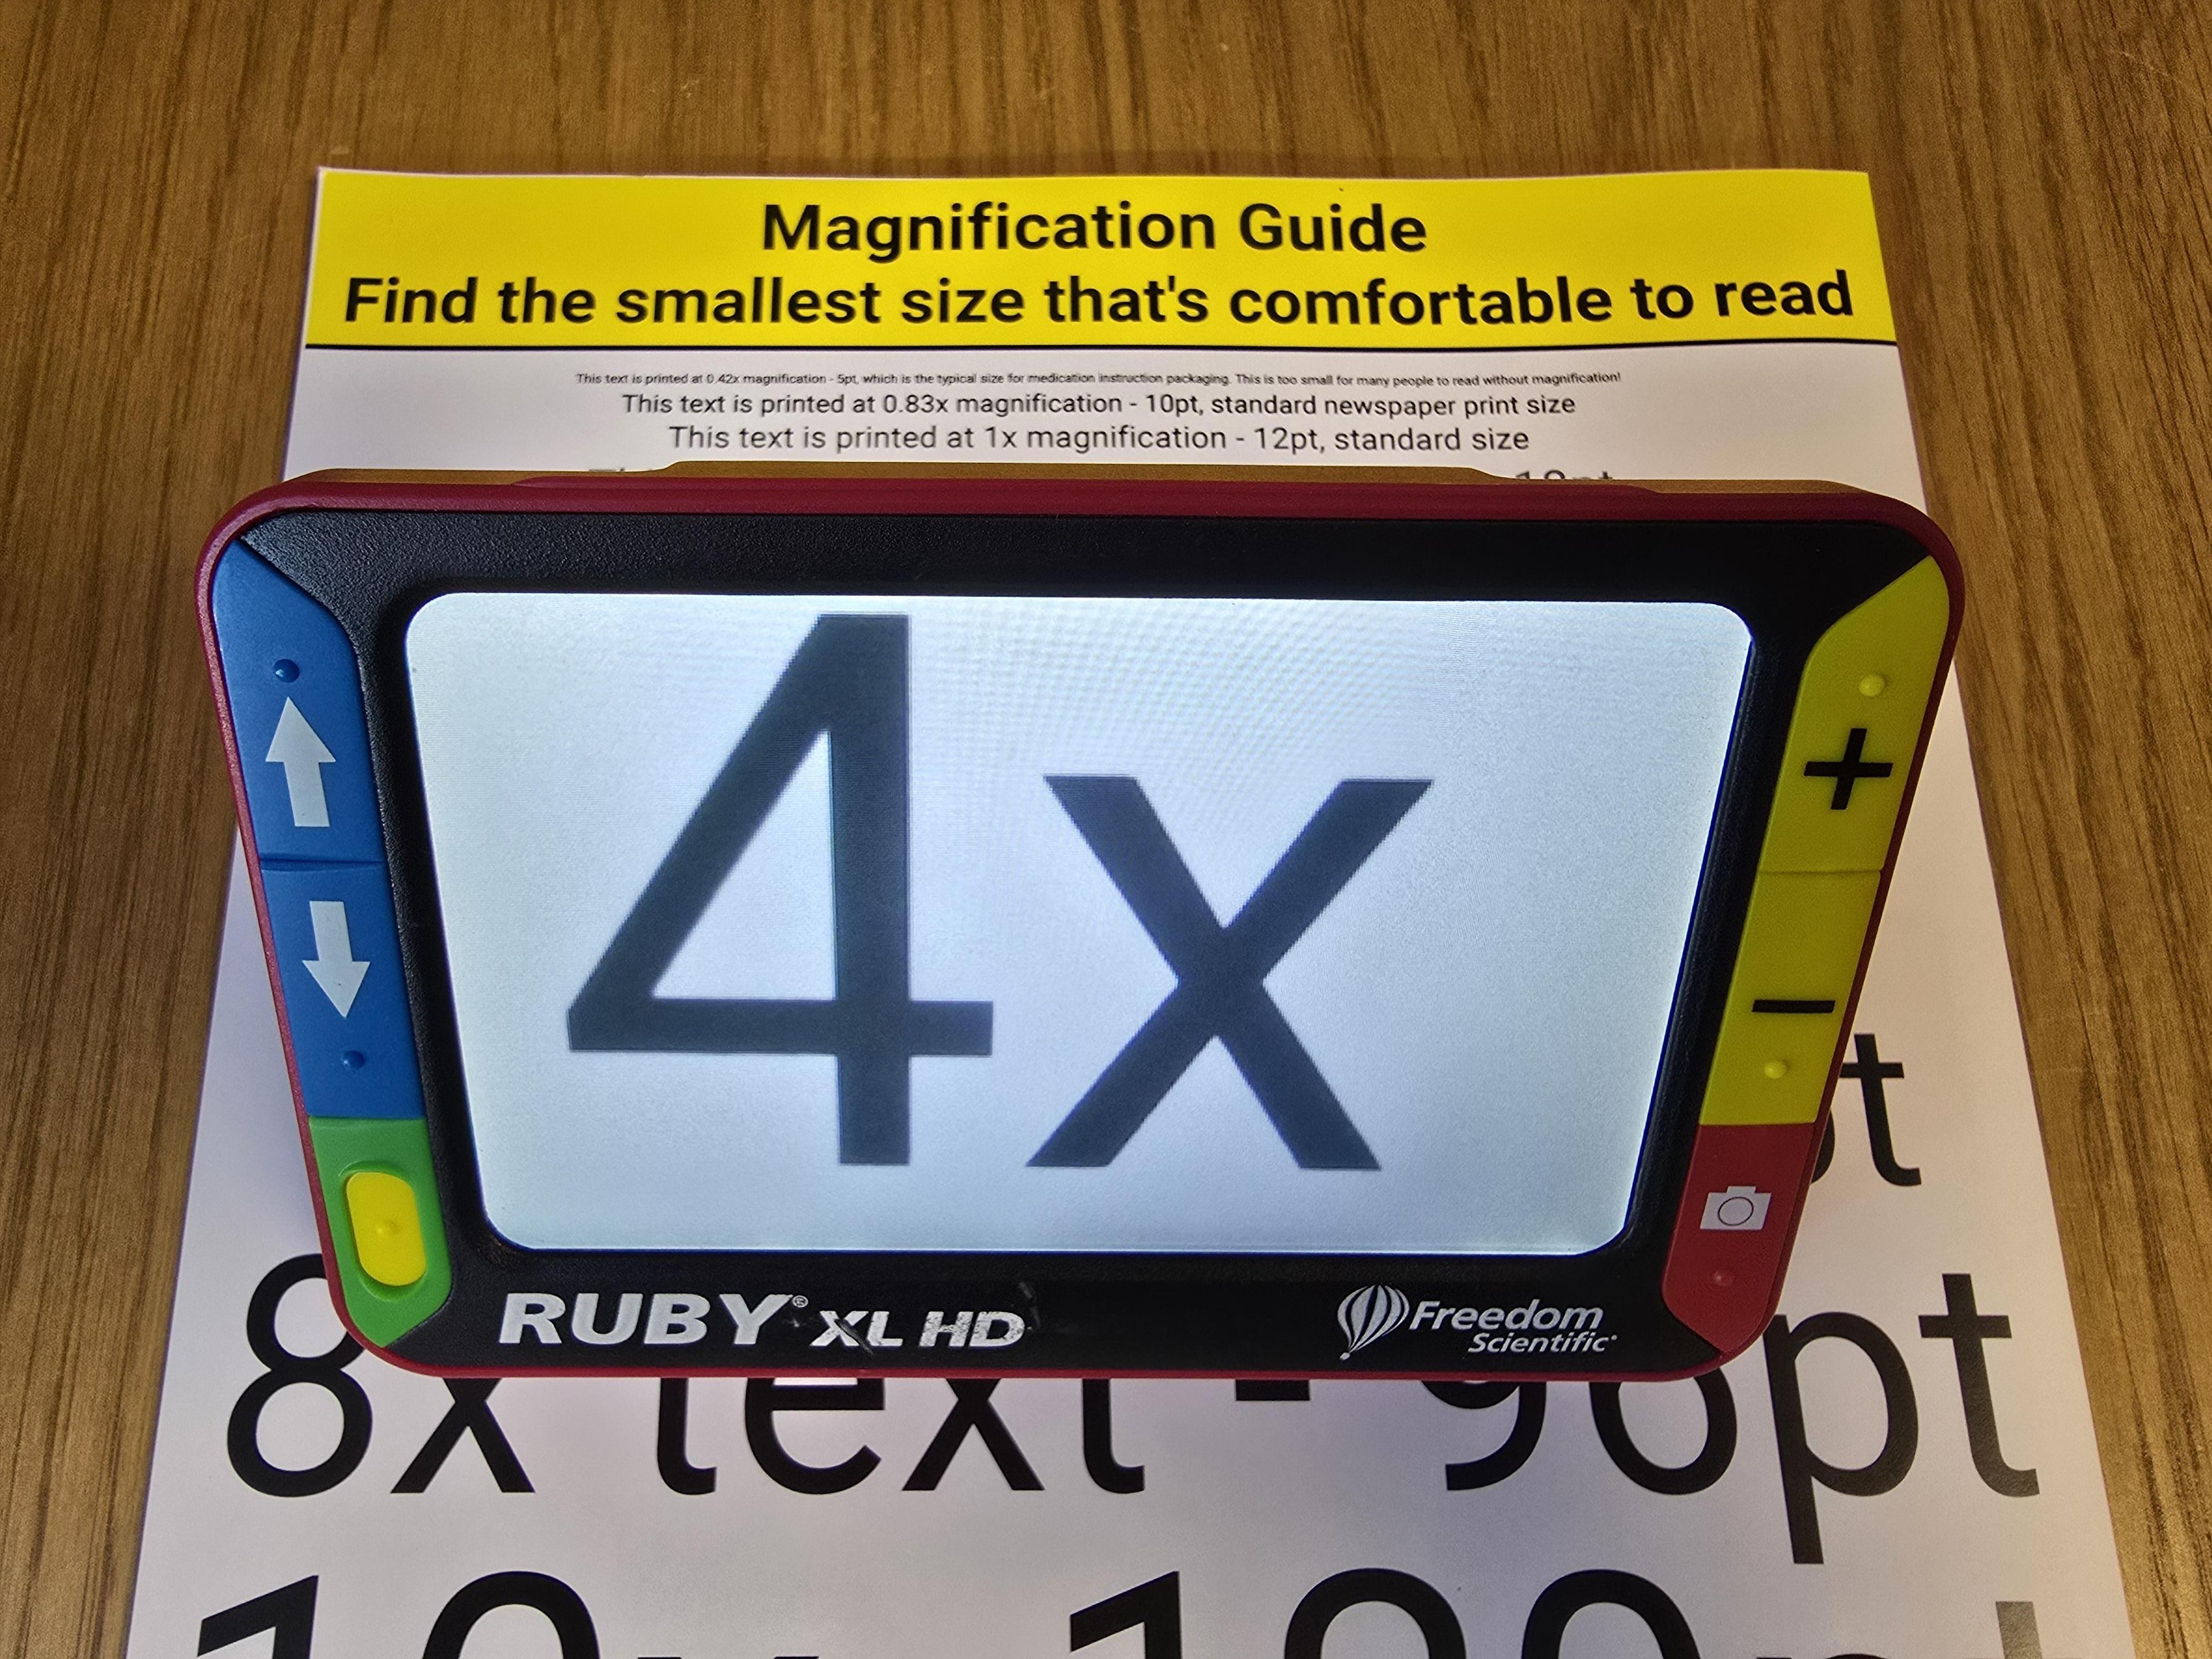 Magnification Guide
Find the smallest size that's comfortable to read
This text is printed at 0.42x magnification - 5pt, which is the typical size for medication instruction packaging. This is too small for many people to read without magnification!
This text is printed at 0.83x magnification - 10pt, standard newspaper print size
This text is printed at 1x magnification - 12pt, standard size
18pt
4x
+
−
pt
RUBY® XL HD
Freedom
Scientific
8x text - 96pt
10x